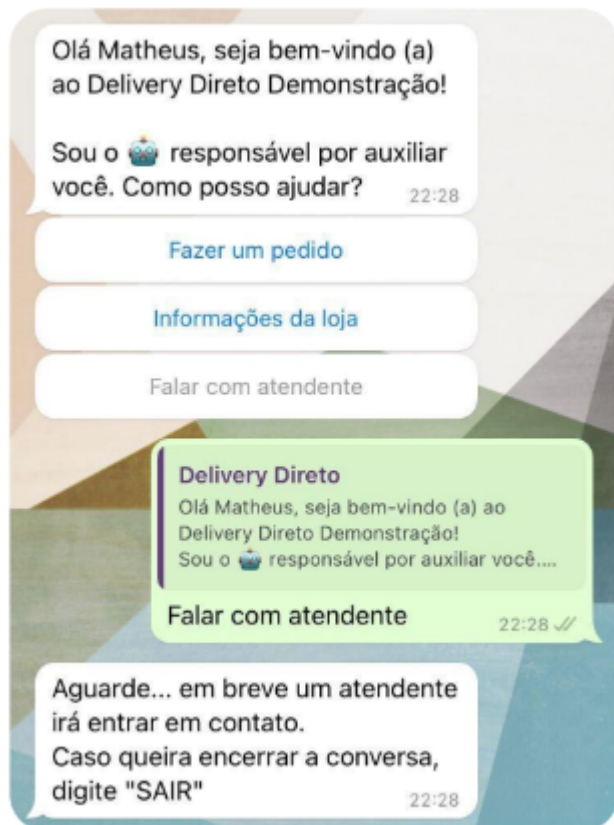 Olá Matheus, seja bem-vindo (a)
ao Delivery Direto Demonstração!
Sou o 🤖 responsável por auxiliar
você. Como posso ajudar?
22:28
Fazer um pedido
Informações da loja
Falar com atendente
Delivery Direto
Olá Matheus, seja bem-vindo (a) ao
Delivery Direto Demonstração!
Sou o 🤖 responsável por auxiliar você....
Falar com atendente
22:28
Aguarde... em breve um atendente
irá entrar em contato.
Caso queira encerrar a conversa,
digite "SAIR"
22:28